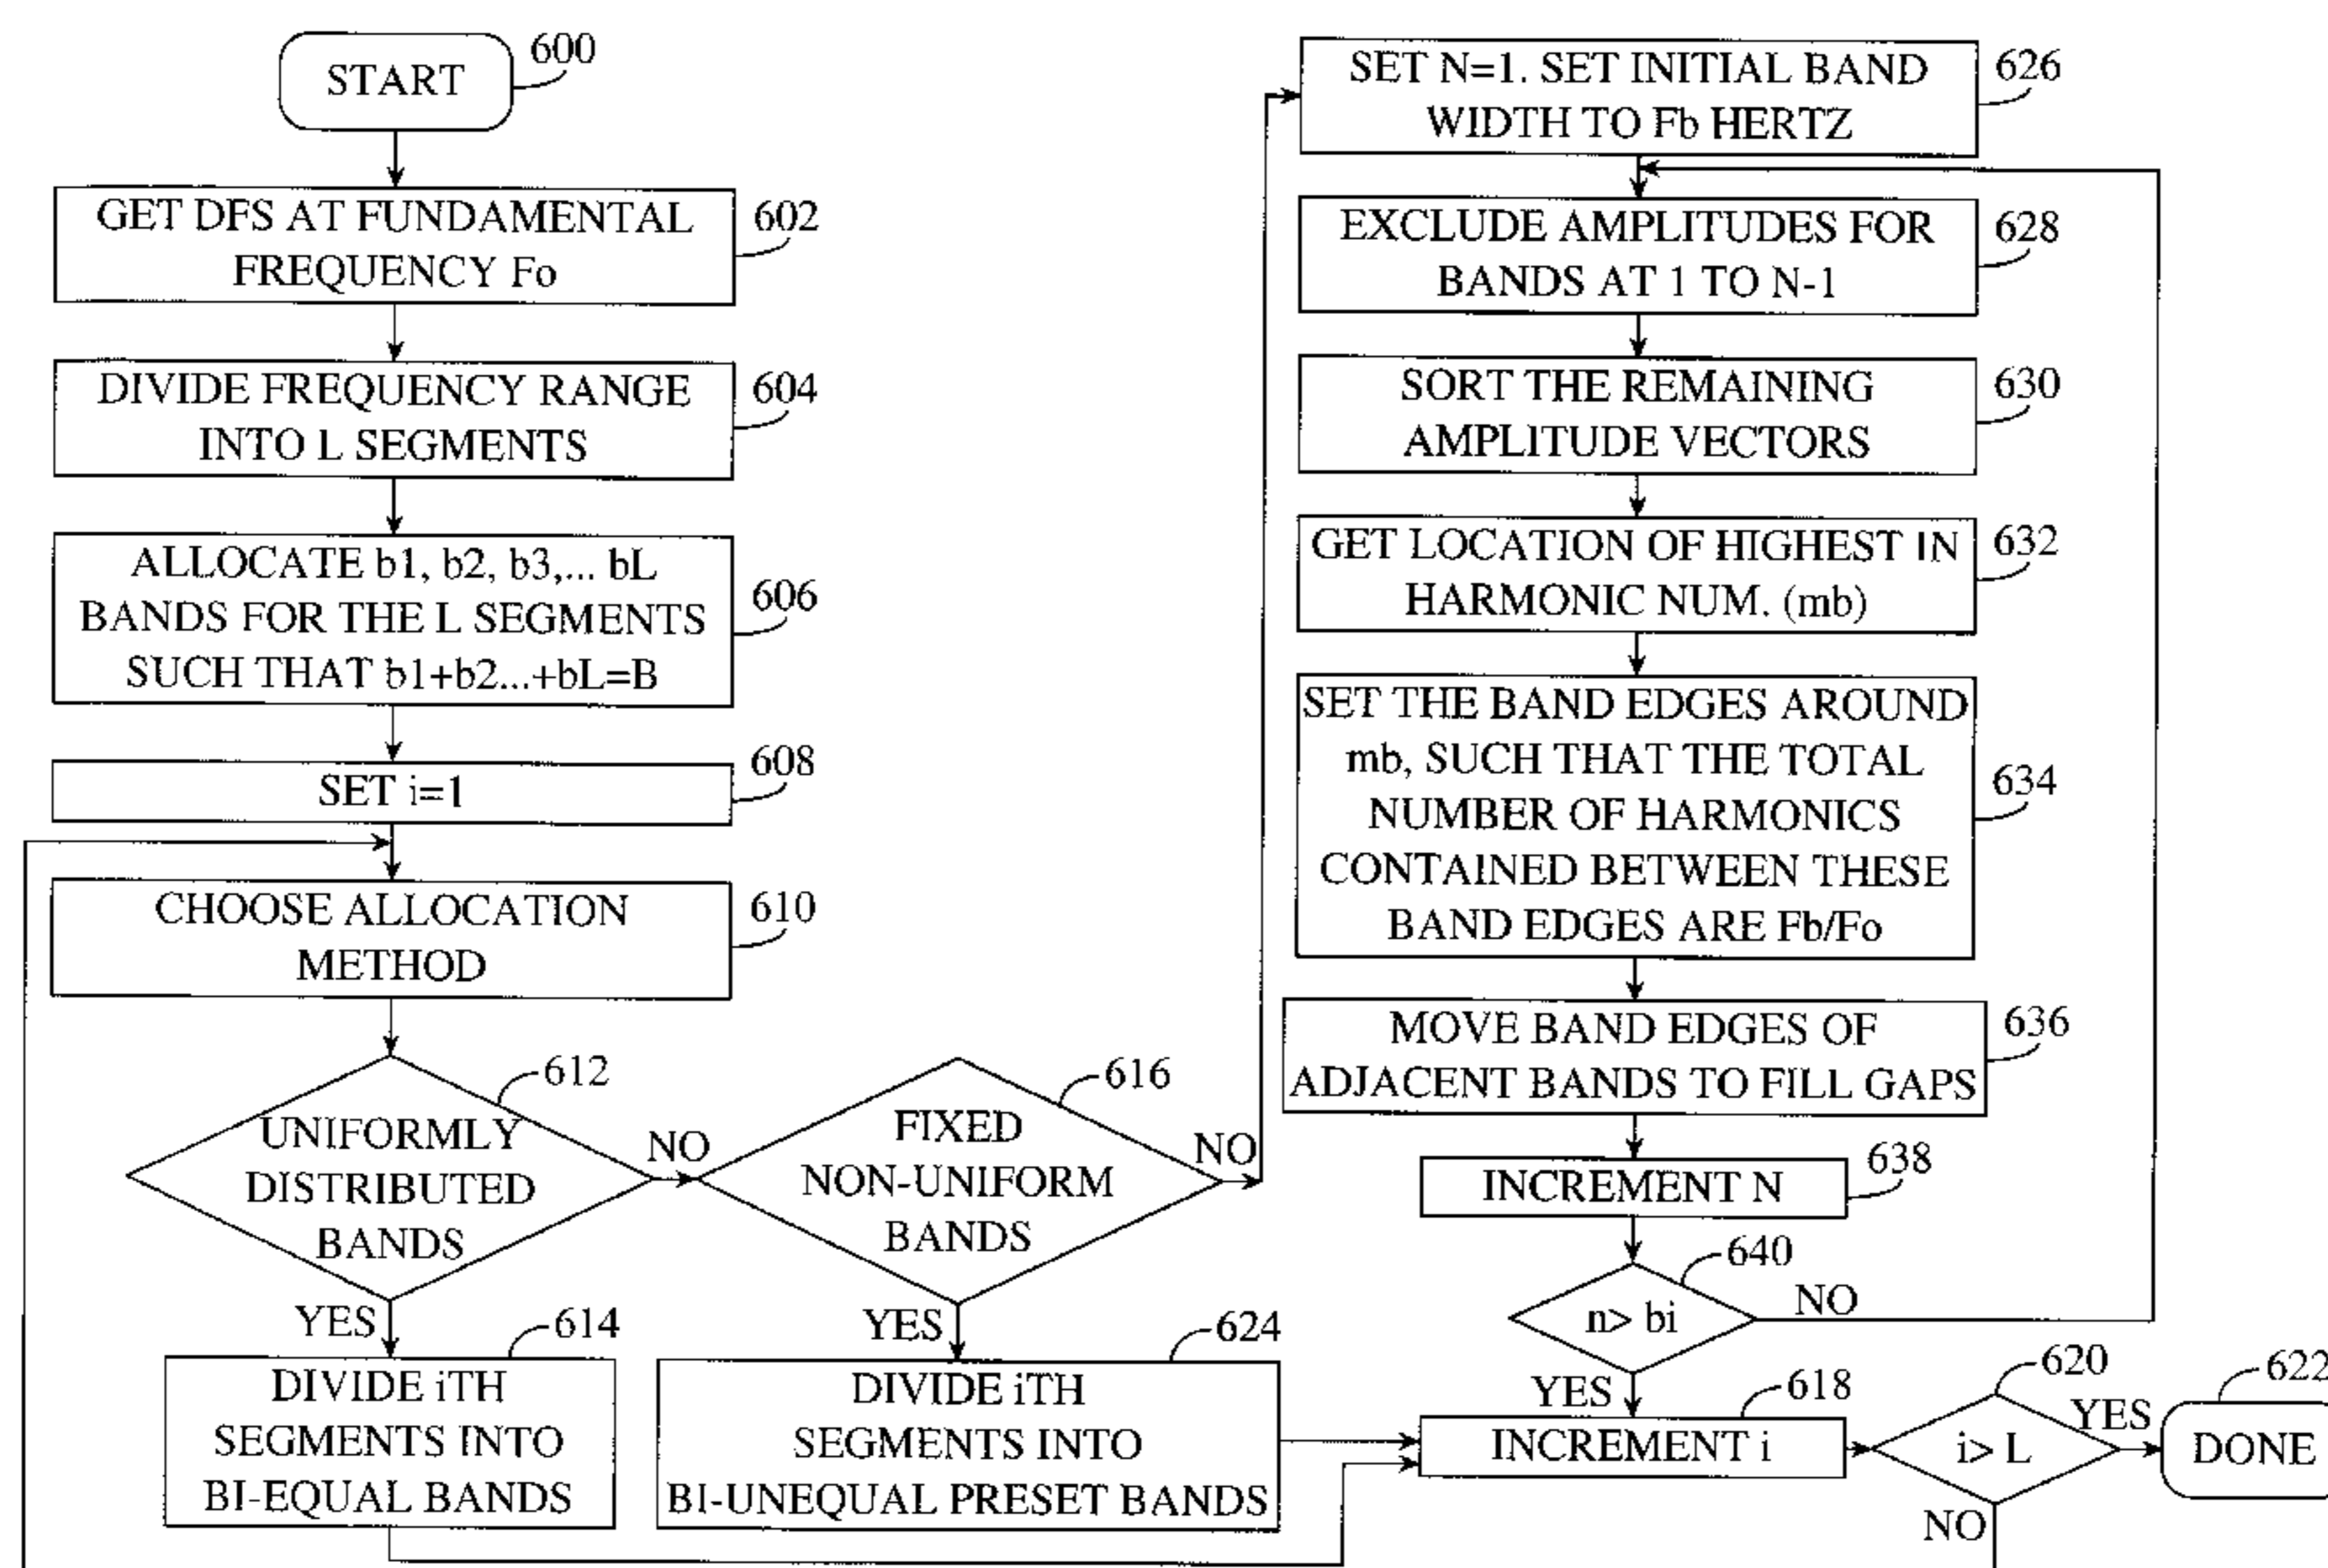 START
600
GET DFS AT FUNDAMENTAL
FREQUENCY Fo
602
DIVIDE FREQUENCY RANGE
INTO L SEGMENTS
604
ALLOCATE b1, b2, b3,... bL
BANDS FOR THE L SEGMENTS
SUCH THAT b1+b2...+bL=B
606
SET i=1
608
CHOOSE ALLOCATION
METHOD
610
UNIFORMLY
DISTRIBUTED
BANDS
612
NO
YES
DIVIDE iTH
SEGMENTS INTO
BI-EQUAL BANDS
614
FIXED
NON-UNIFORM
BANDS
616
NO
YES
DIVIDE iTH
SEGMENTS INTO
BI-UNEQUAL PRESET BANDS
624
SET N=1. SET INITIAL BAND
WIDTH TO Fb HERTZ
626
EXCLUDE AMPLITUDES FOR
BANDS AT 1 TO N-1
628
SORT THE REMAINING
AMPLITUDE VECTORS
630
GET LOCATION OF HIGHEST IN
HARMONIC NUM. (mb)
632
SET THE BAND EDGES AROUND
mb, SUCH THAT THE TOTAL
NUMBER OF HARMONICS
CONTAINED BETWEEN THESE
BAND EDGES ARE Fb/Fo
634
MOVE BAND EDGES OF
ADJACENT BANDS TO FILL GAPS
636
INCREMENT N
638
n> bi
640
NO
YES
INCREMENT i
618
i> L
620
YES
NO
DONE
622